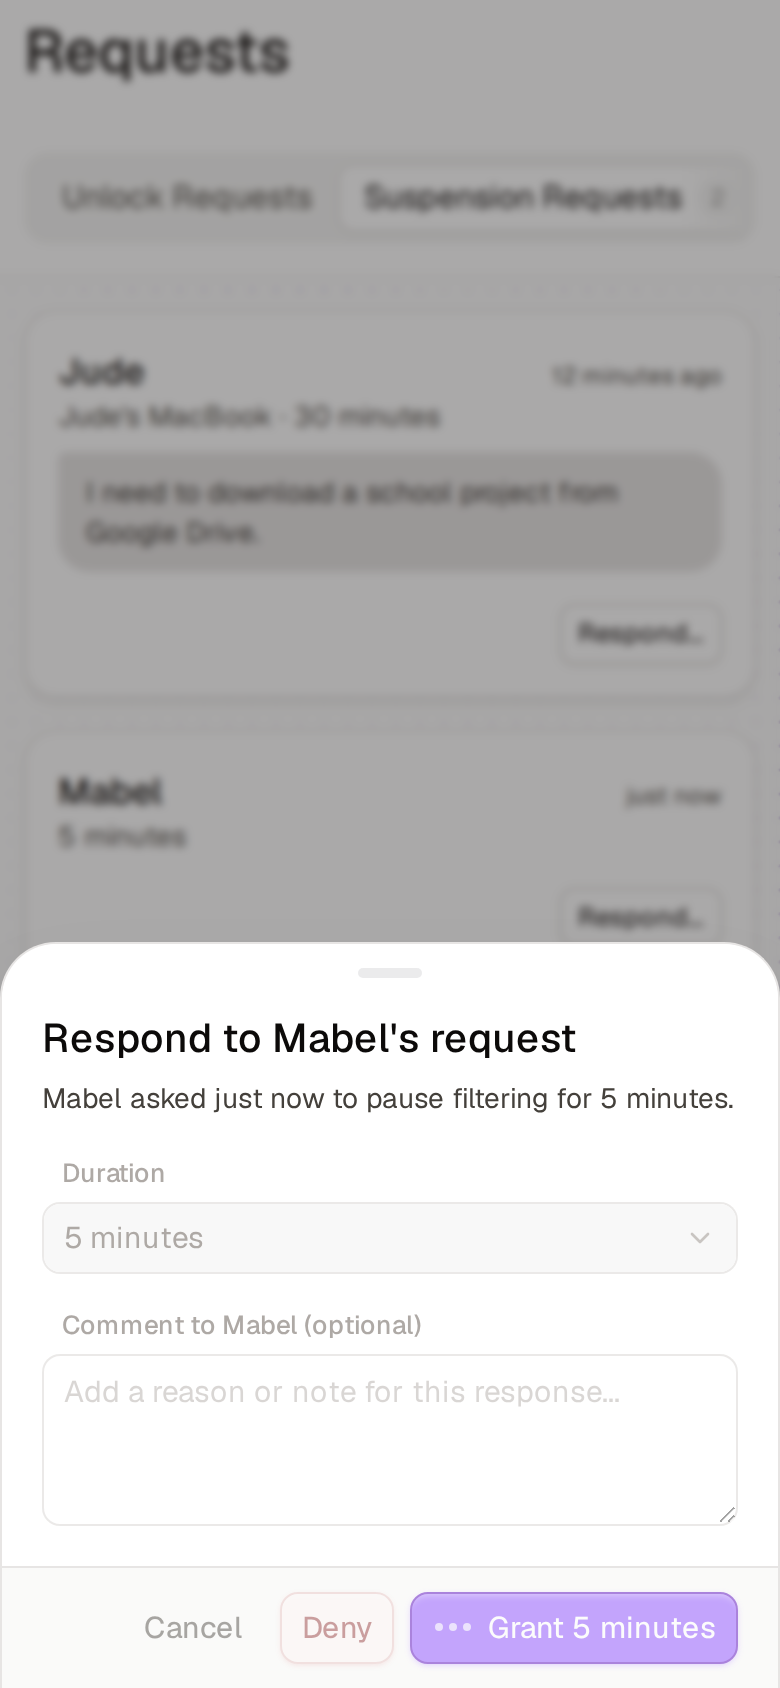 Requests
Unlock Requests
Suspension Requests 2
Jude
12 minutes ago
Jude's MacBook · 30 minutes
I need to download a school project from
Google Drive.
Respond...
Mabel
just now
5 minutes
Respond...
Respond to Mabel's request
Mabel asked just now to pause filtering for 5 minutes.
Duration
5 minutes
Comment to Mabel (optional)
Add a reason or note for this response...
Cancel
Deny
Grant 5 minutes